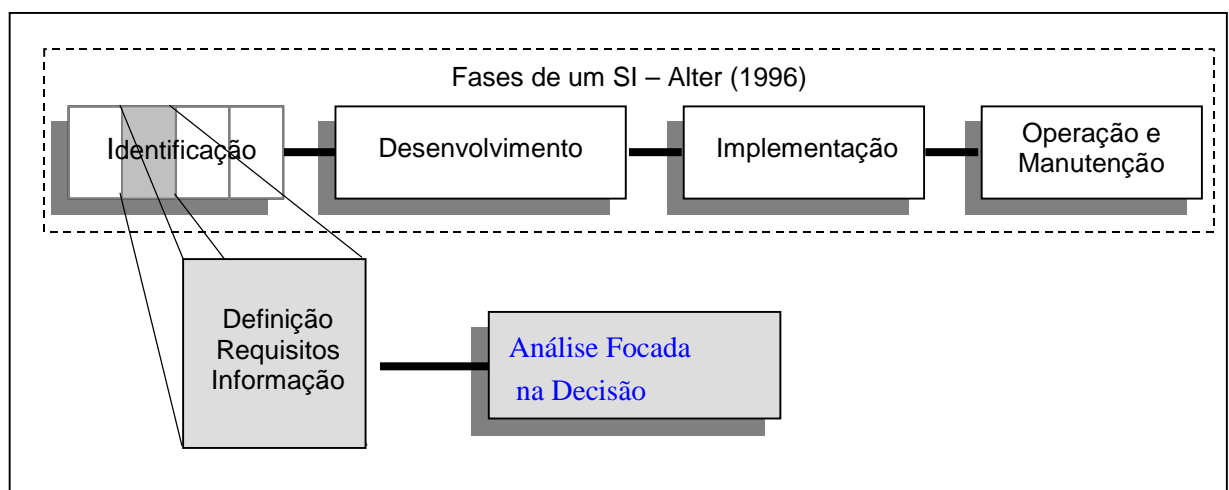 Fases de um SI – Alter (1996)
Identificação
Desenvolvimento
Implementação
Operação e
Manutenção
Definição
Requisitos
Informação
Análise Focada
na Decisão